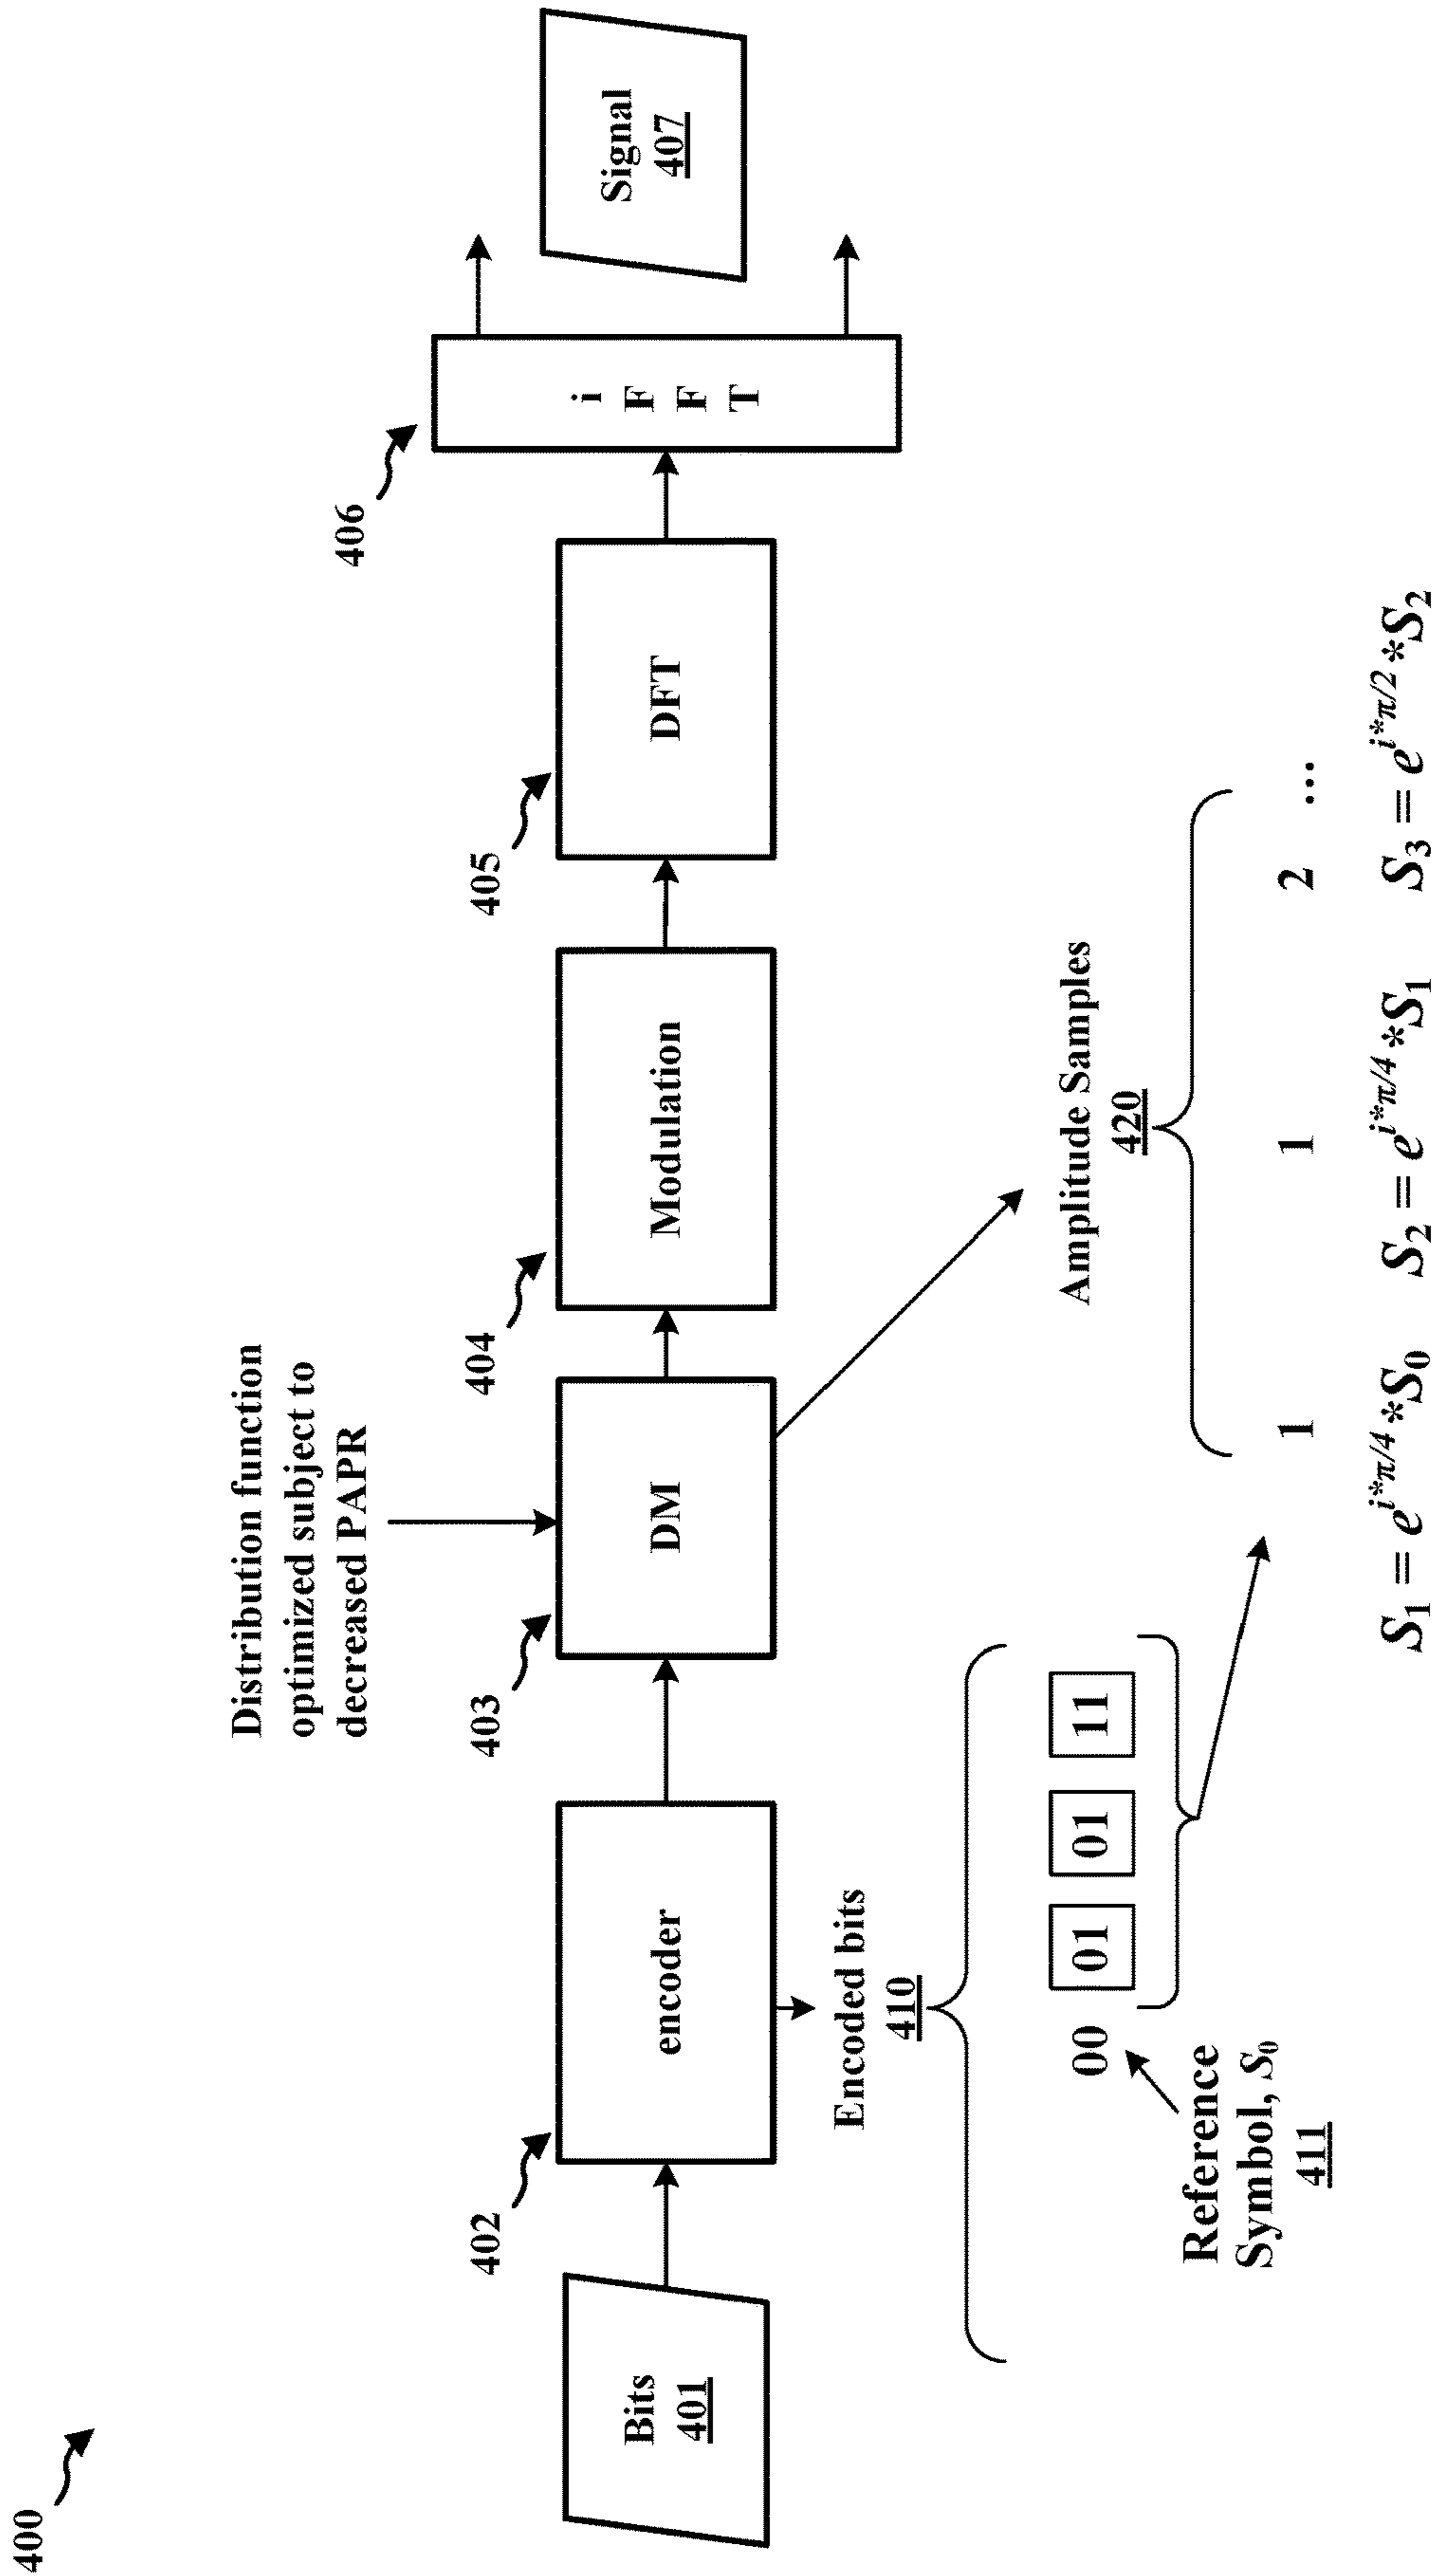 400
Distribution function
optimized subject to
decreased PAPR
402
403
404
405
406
Bits
401
encoder
DM
Modulation
DFT
i
F
F
T
Signal
407
Encoded bits
410
00 01 01 11
Reference
Symbol, S₀
411
Amplitude Samples
420
1 1 2 ...
S₁ = e^{i*π/4}*S₀ S₂ = e^{i*π/4}*S₁ S₃ = e^{i*π/2}*S₂